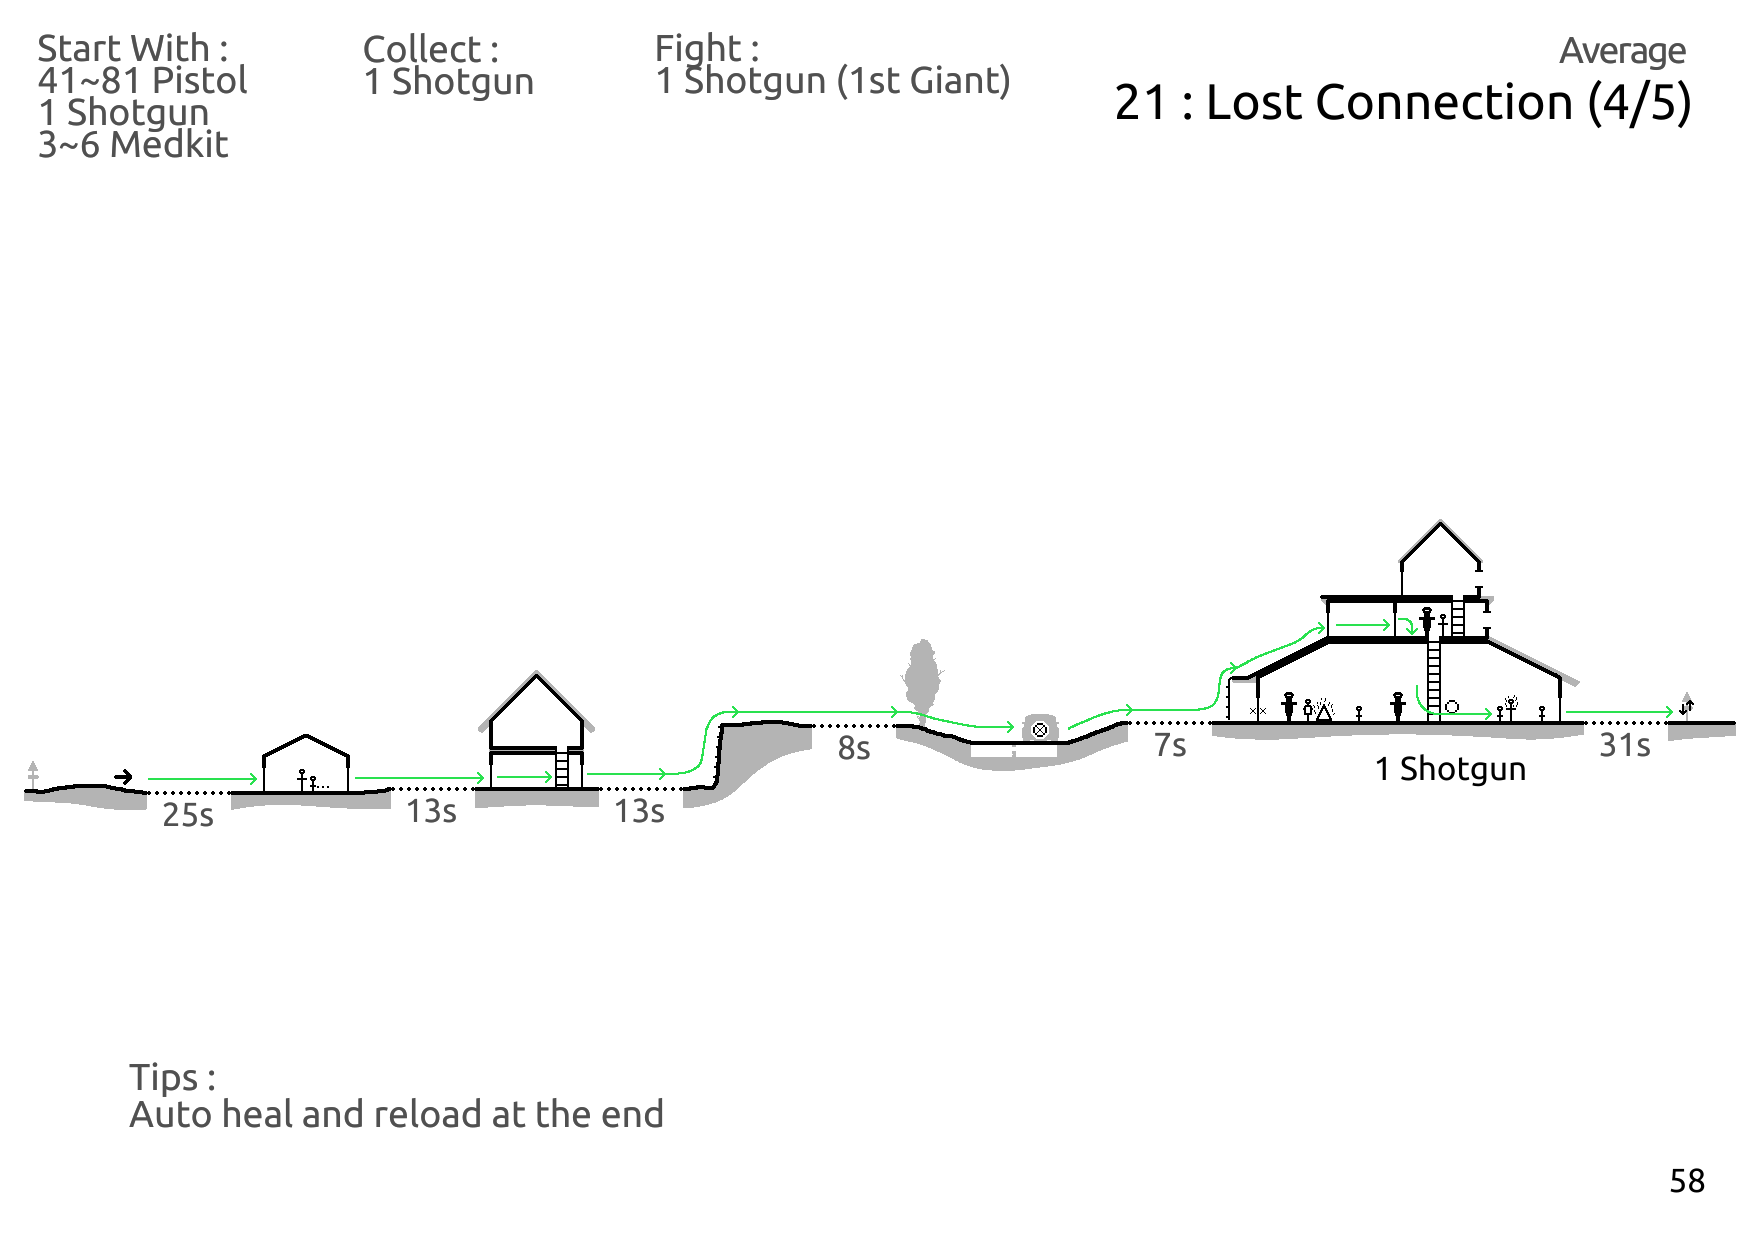 Start With :
41~81 Pistol
1 Shotgun
3~6 Medkit
Collect :
1 Shotgun
Fight :
1 Shotgun (1st Giant)
Average
21 : Lost Connection (4/5)
25s
13s
13s
8s
7s
1 Shotgun
31s
Tips :
Auto heal and reload at the end
58